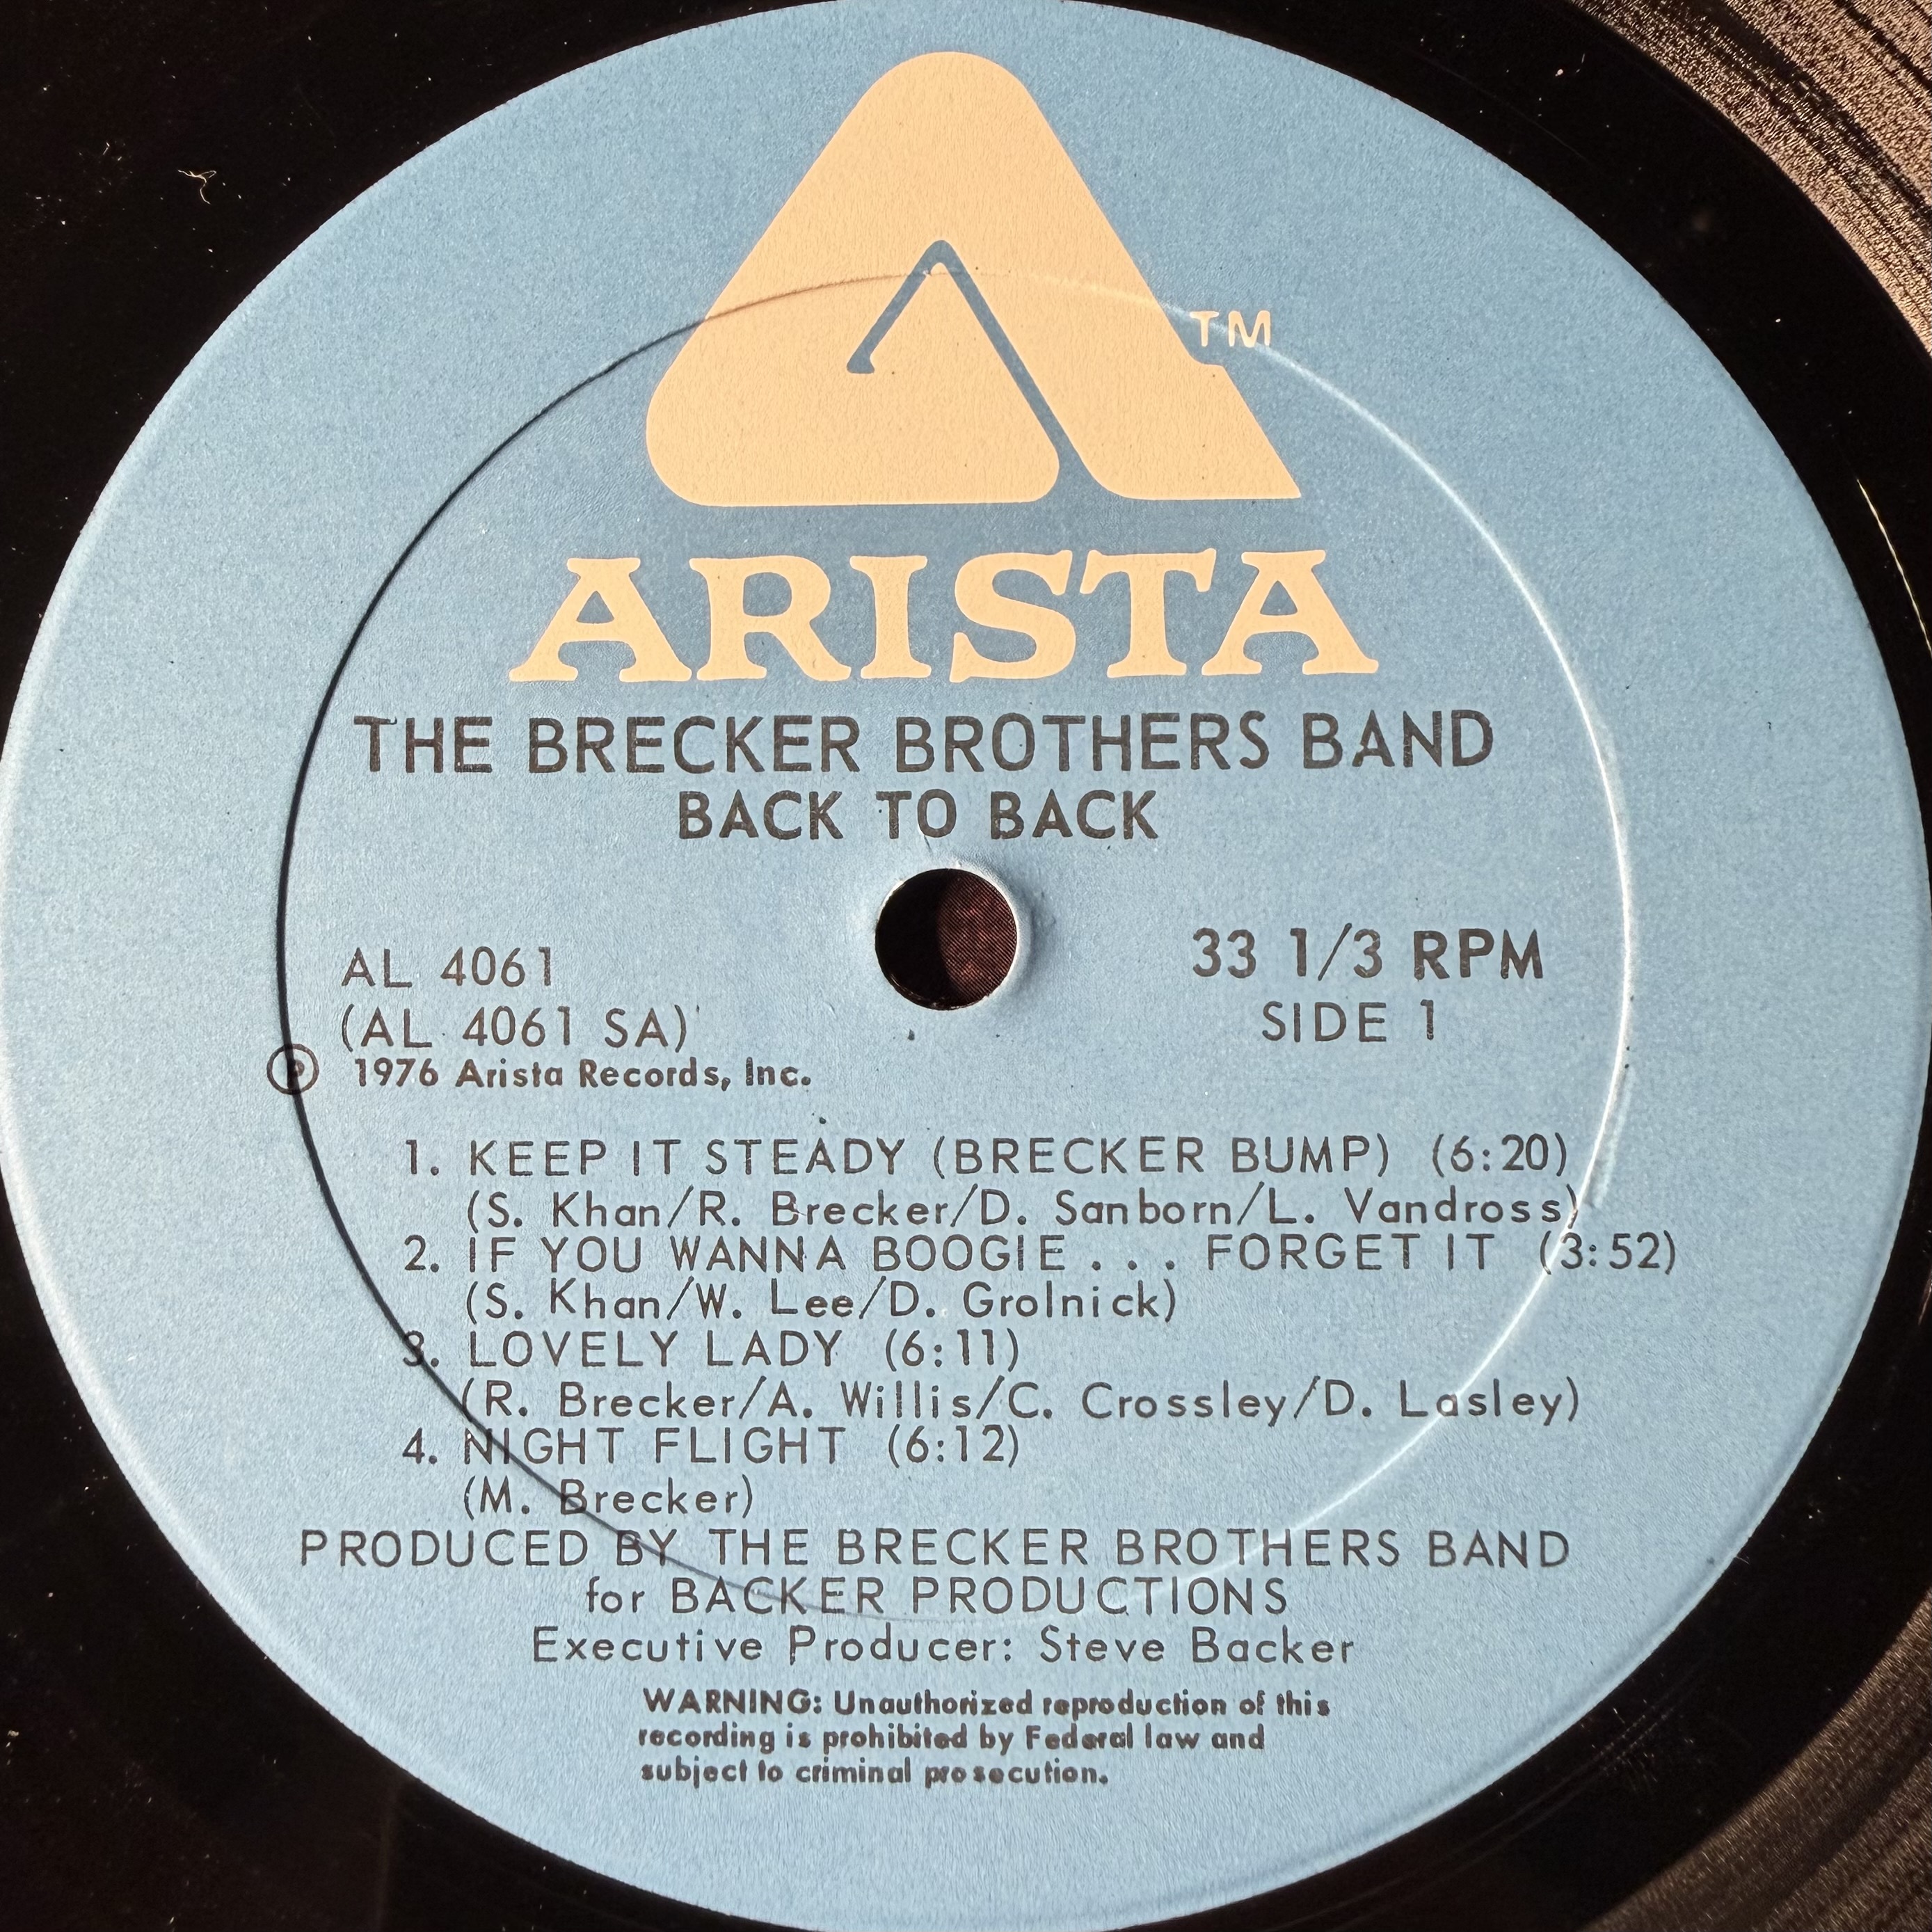 TM
ARISTA
THE BRECKER BROTHERS BAND
BACK TO BACK
AL 4061
(AL 4061 SA)
℗ 1976 Arista Records, Inc.
33 1/3 RPM
SIDE 1
1. KEEP IT STEADY (BRECKER BUMP) (6:20)
(S. Khan/R. Brecker/D. Sanborn/L. Vandross)
2. IF YOU WANNA BOOGIE . . . FORGET IT (3:52)
(S. Khan/W. Lee/D. Grolnick)
3. LOVELY LADY (6:11)
(R. Brecker/A. Willis/C. Crossley/D. Lasley)
4. NIGHT FLIGHT (6:12)
(M. Brecker)
PRODUCED BY THE BRECKER BROTHERS BAND
for BACKER PRODUCTIONS
Executive Producer: Steve Backer
WARNING: Unauthorized reproduction of this
recording is prohibited by Federal law and
subject to criminal prosecution.